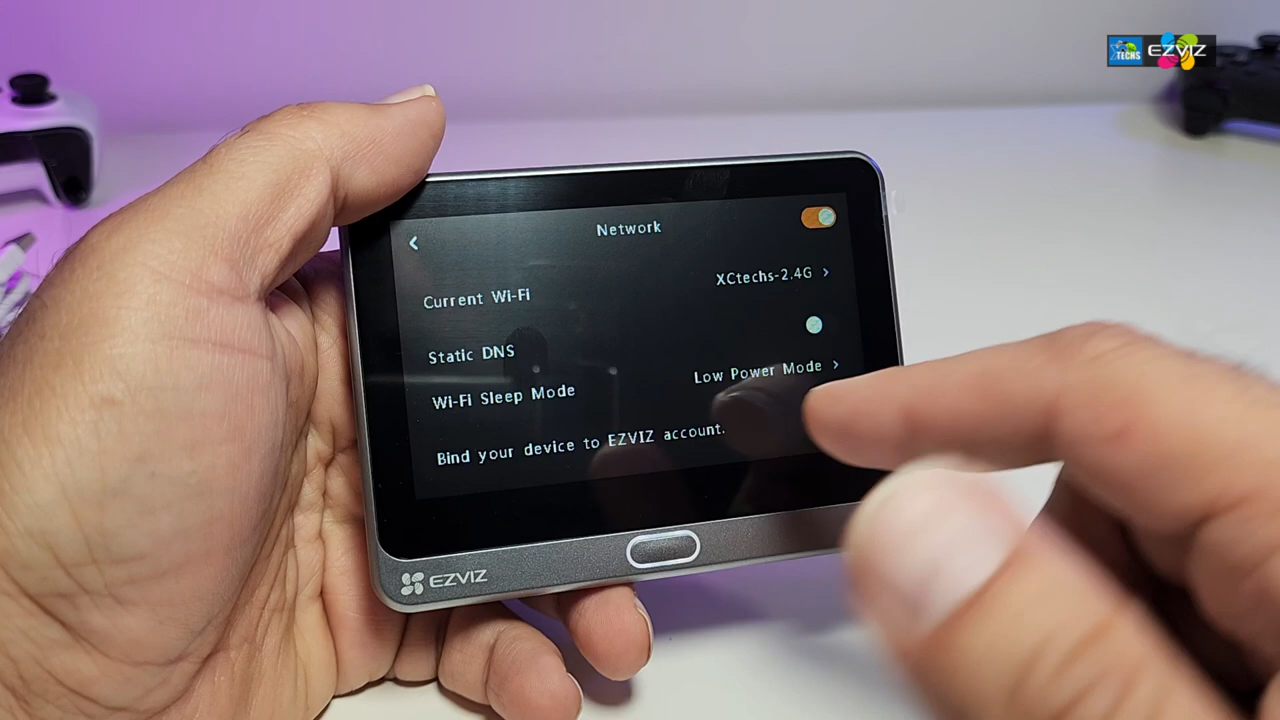 TECHS EZVIZ
Network
Current Wi-Fi XCtechs-2.4G
Static DNS
Wi-Fi Sleep Mode Low Power Mode
Bind your device to EZVIZ account.
EZVIZ